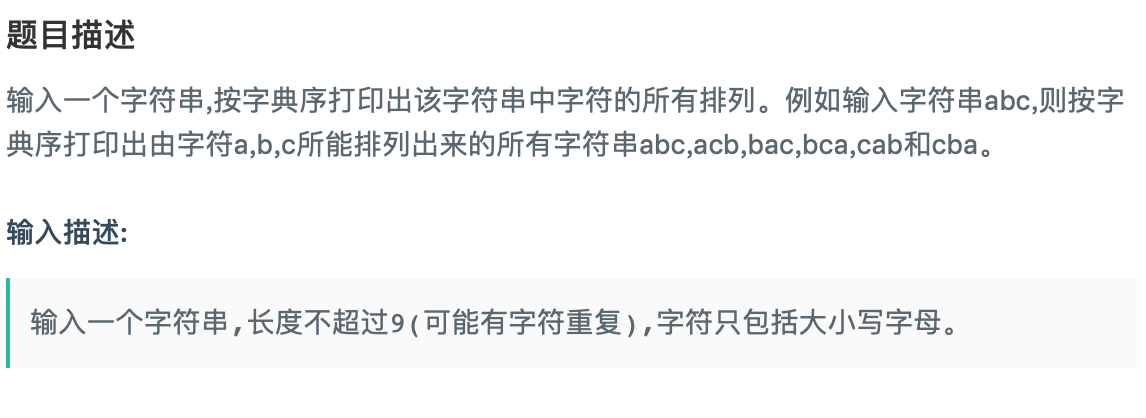 题目描述
输入一个字符串,按字典序打印出该字符串中字符的所有排列。例如输入字符串abc,则按字
典序打印出由字符a,b,c所能排列出来的所有字符串abc,acb,bac,bca,cab和cba。
输入描述:
输入一个字符串,长度不超过9(可能有字符重复),字符只包括大小写字母。